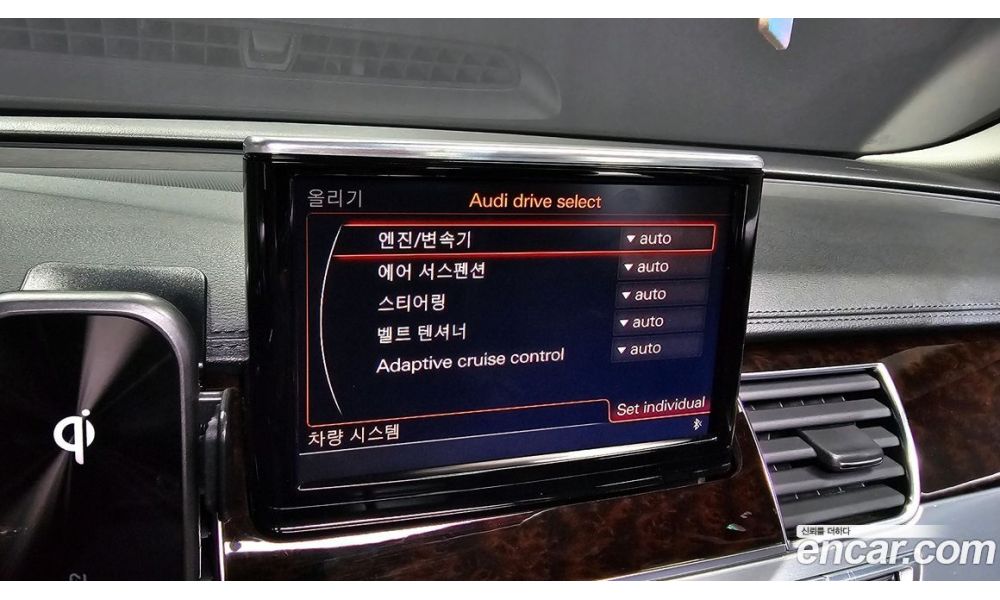 올리기
Audi drive select
엔진/변속기 ▼ auto
에어 서스펜션 ▼ auto
스티어링 ▼ auto
벨트 텐셔너 ▼ auto
Adaptive cruise control ▼ auto
Set individual
차량 시스템
qi
신뢰를 더하다
encar.com